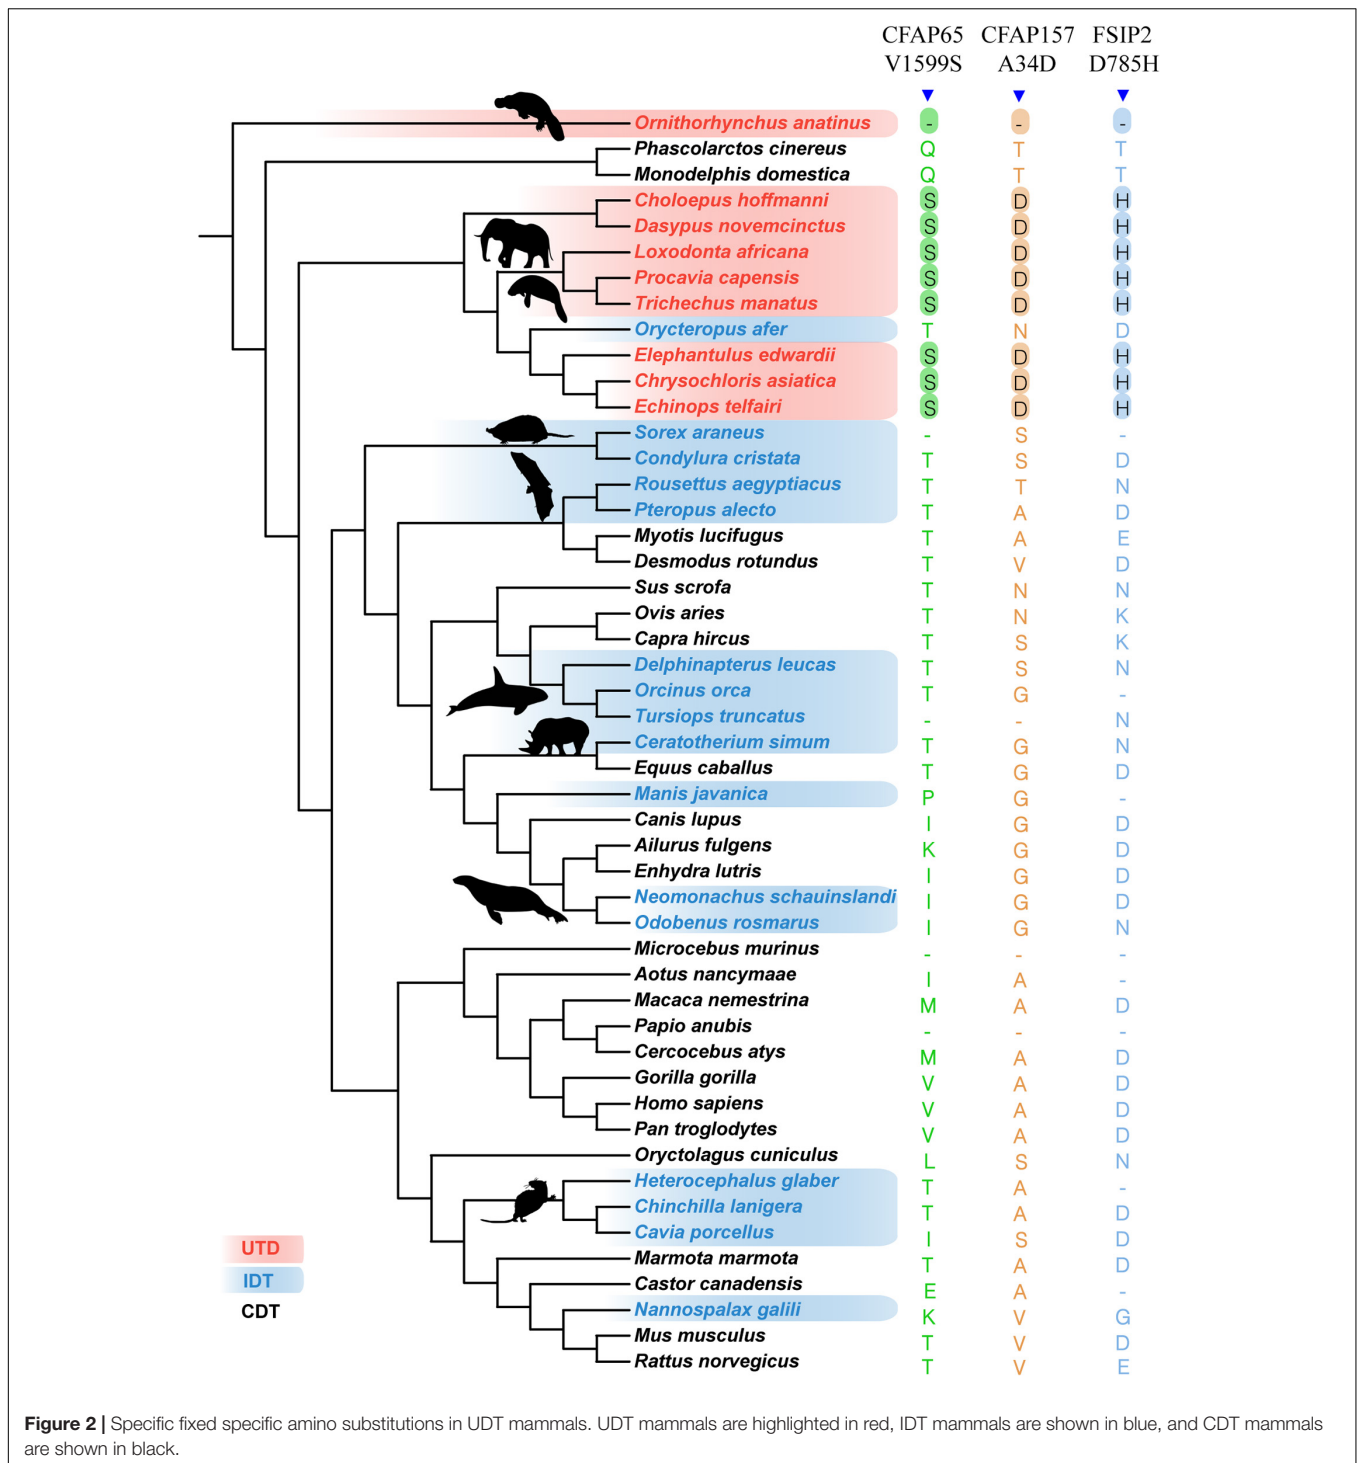 CFAP65 CFAP157 FSIP2
V1599S A34D D785H
Ornithorhynchus anatinus - - -
Phascolarctos cinereus Q T T
Monodelphis domestica Q T T
Choloepus hoffmanni S D H
Dasypus novemcinctus S D H
Loxodonta africana S D H
Procavia capensis S D H
Trichechus manatus S D H
Orycteropus afer T N D
Elephantulus edwardii S D H
Chrysochloris asiatica S D H
Echinops telfairi S D H
Sorex araneus - S -
Condylura cristata T S D
Rousettus aegyptiacus T T N
Pteropus alecto T A D
Myotis lucifugus T A E
Desmodus rotundus T V D
Sus scrofa T N N
Ovis aries T N K
Capra hircus T S K
Delphinapterus leucas T S N
Orcinus orca T G -
Tursiops truncatus - - N
Ceratotherium simum T G N
Equus caballus T G D
Manis javanica P G -
Canis lupus I G D
Ailurus fulgens K G D
Enhydra lutris I G D
Neomonachus schauinslandi I G D
Odobenus rosmarus I G N
Microcebus murinus - - -
Aotus nancymaae I A -
Macaca nemestrina M A D
Papio anubis - - -
Cercocebus atys M A D
Gorilla gorilla V A D
Homo sapiens V A D
Pan troglodytes V A D
Oryctolagus cuniculus L S N
Heterocephalus glaber T A -
Chinchilla lanigera T A D
Cavia porcellus I S D
Marmota marmota T A D
Castor canadensis E A -
Nannospalax galili K V G
Mus musculus T V D
Rattus norvegicus T V E
UTD
IDT
CDT
Figure 2 | Specific fixed specific amino substitutions in UDT mammals. UDT mammals are highlighted in red, IDT mammals are shown in blue, and CDT mammals
are shown in black.